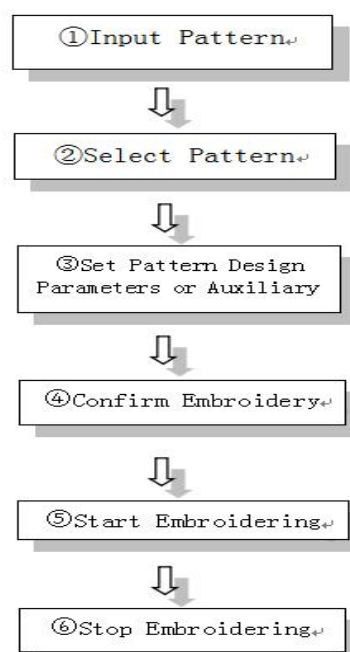 ①Input Pattern
②Select Pattern
③Set Pattern Design
Parameters or Auxiliary
④Confirm Embroidery
⑤Start Embroidering
⑥Stop Embroidering